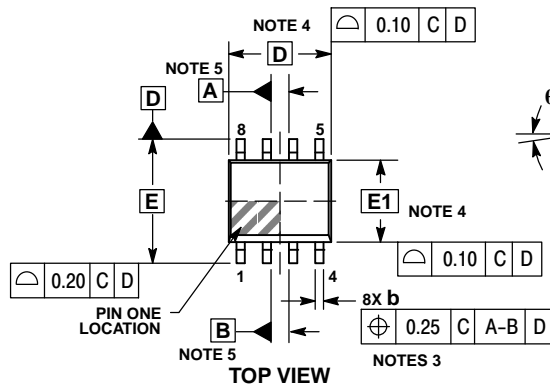 NOTE 4
⌓ 0.10 C D
D
NOTE 5
A
D
8
5
E
E1
NOTE 4
⌓ 0.20 C D
⌓ 0.10 C D
1
4
PIN ONE
LOCATION
8X b
B
⌖ 0.25 C A-B D
NOTE 5
NOTES 3
TOP VIEW